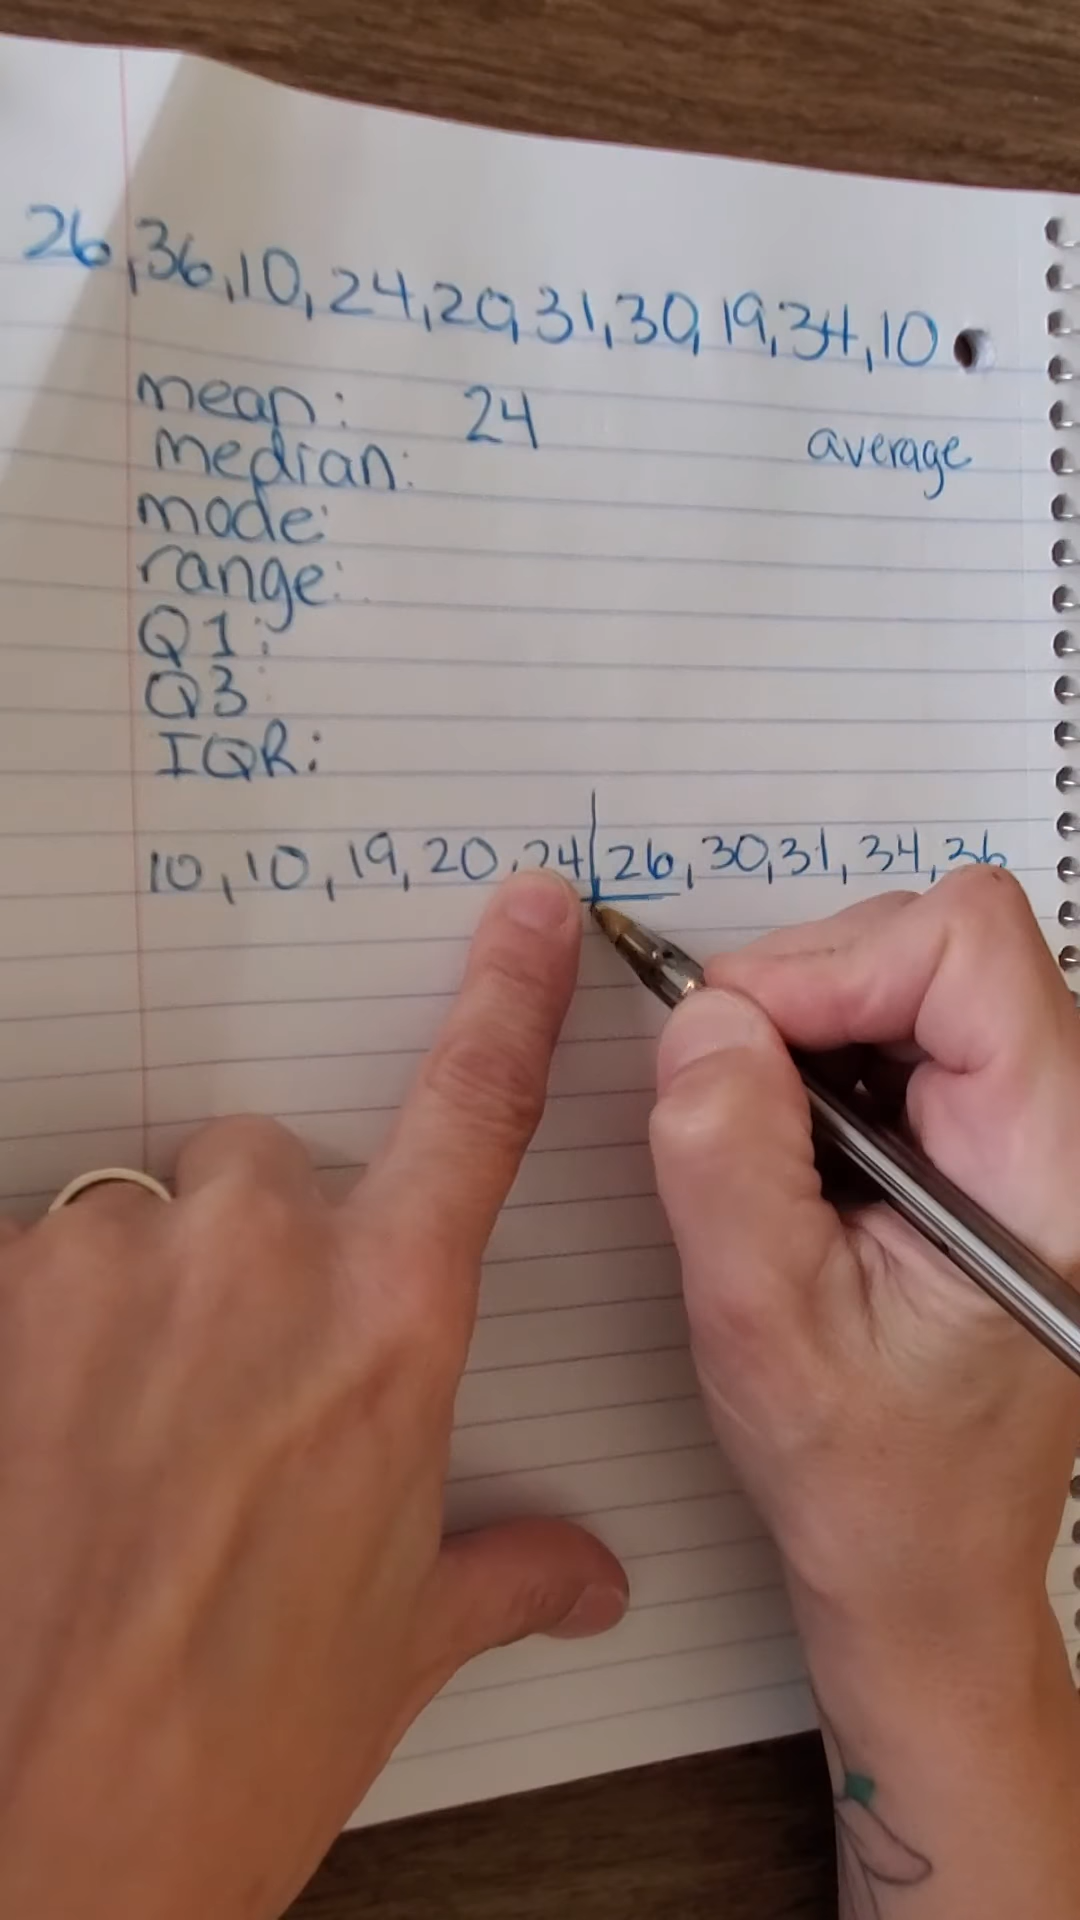 26,36,10,24,20,31,30,19,34,10
mean: 24
average
median:
mode:
range:
Q1:
Q3
IQR:
10,10,19,20,24,26,30,31,34,36